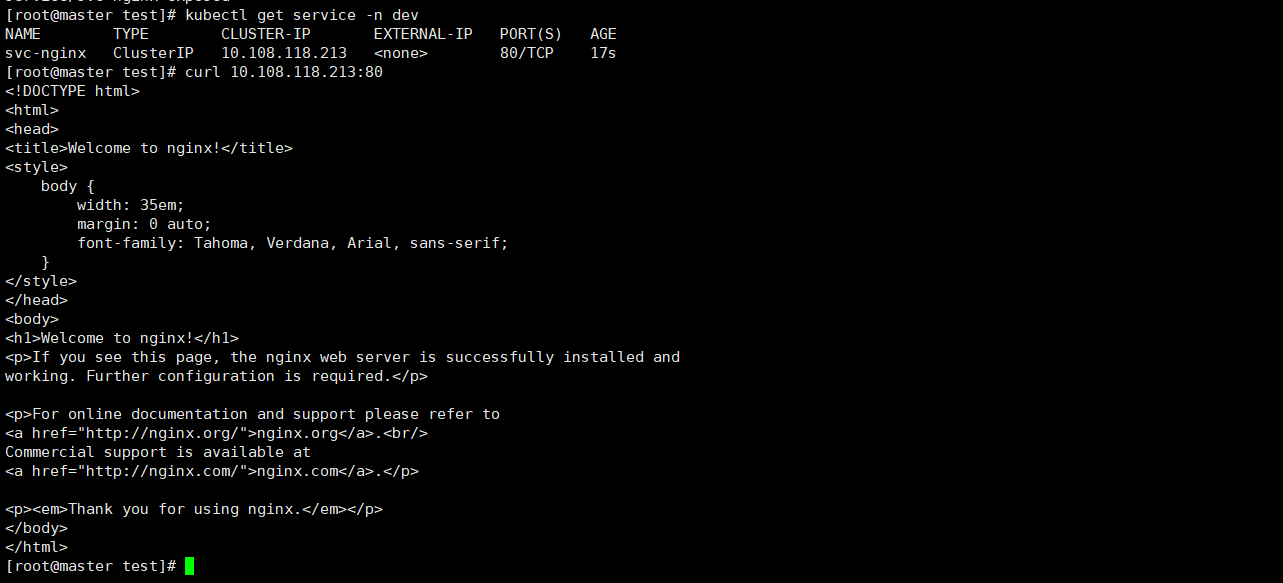 [root@master test]# kubectl get service -n dev
NAME        TYPE        CLUSTER-IP       EXTERNAL-IP   PORT(S)   AGE
svc-nginx   ClusterIP   10.108.118.213   <none>        80/TCP    17s
[root@master test]# curl 10.108.118.213:80
<!DOCTYPE html>
<html>
<head>
<title>Welcome to nginx!</title>
<style>
    body {
        width: 35em;
        margin: 0 auto;
        font-family: Tahoma, Verdana, Arial, sans-serif;
    }
</style>
</head>
<body>
<h1>Welcome to nginx!</h1>
<p>If you see this page, the nginx web server is successfully installed and
working. Further configuration is required.</p>

<p>For online documentation and support please refer to
<a href="http://nginx.org/">nginx.org</a>.<br/>
Commercial support is available at
<a href="http://nginx.com/">nginx.com</a>.</p>

<p><em>Thank you for using nginx.</em></p>
</body>
</html>
[root@master test]#